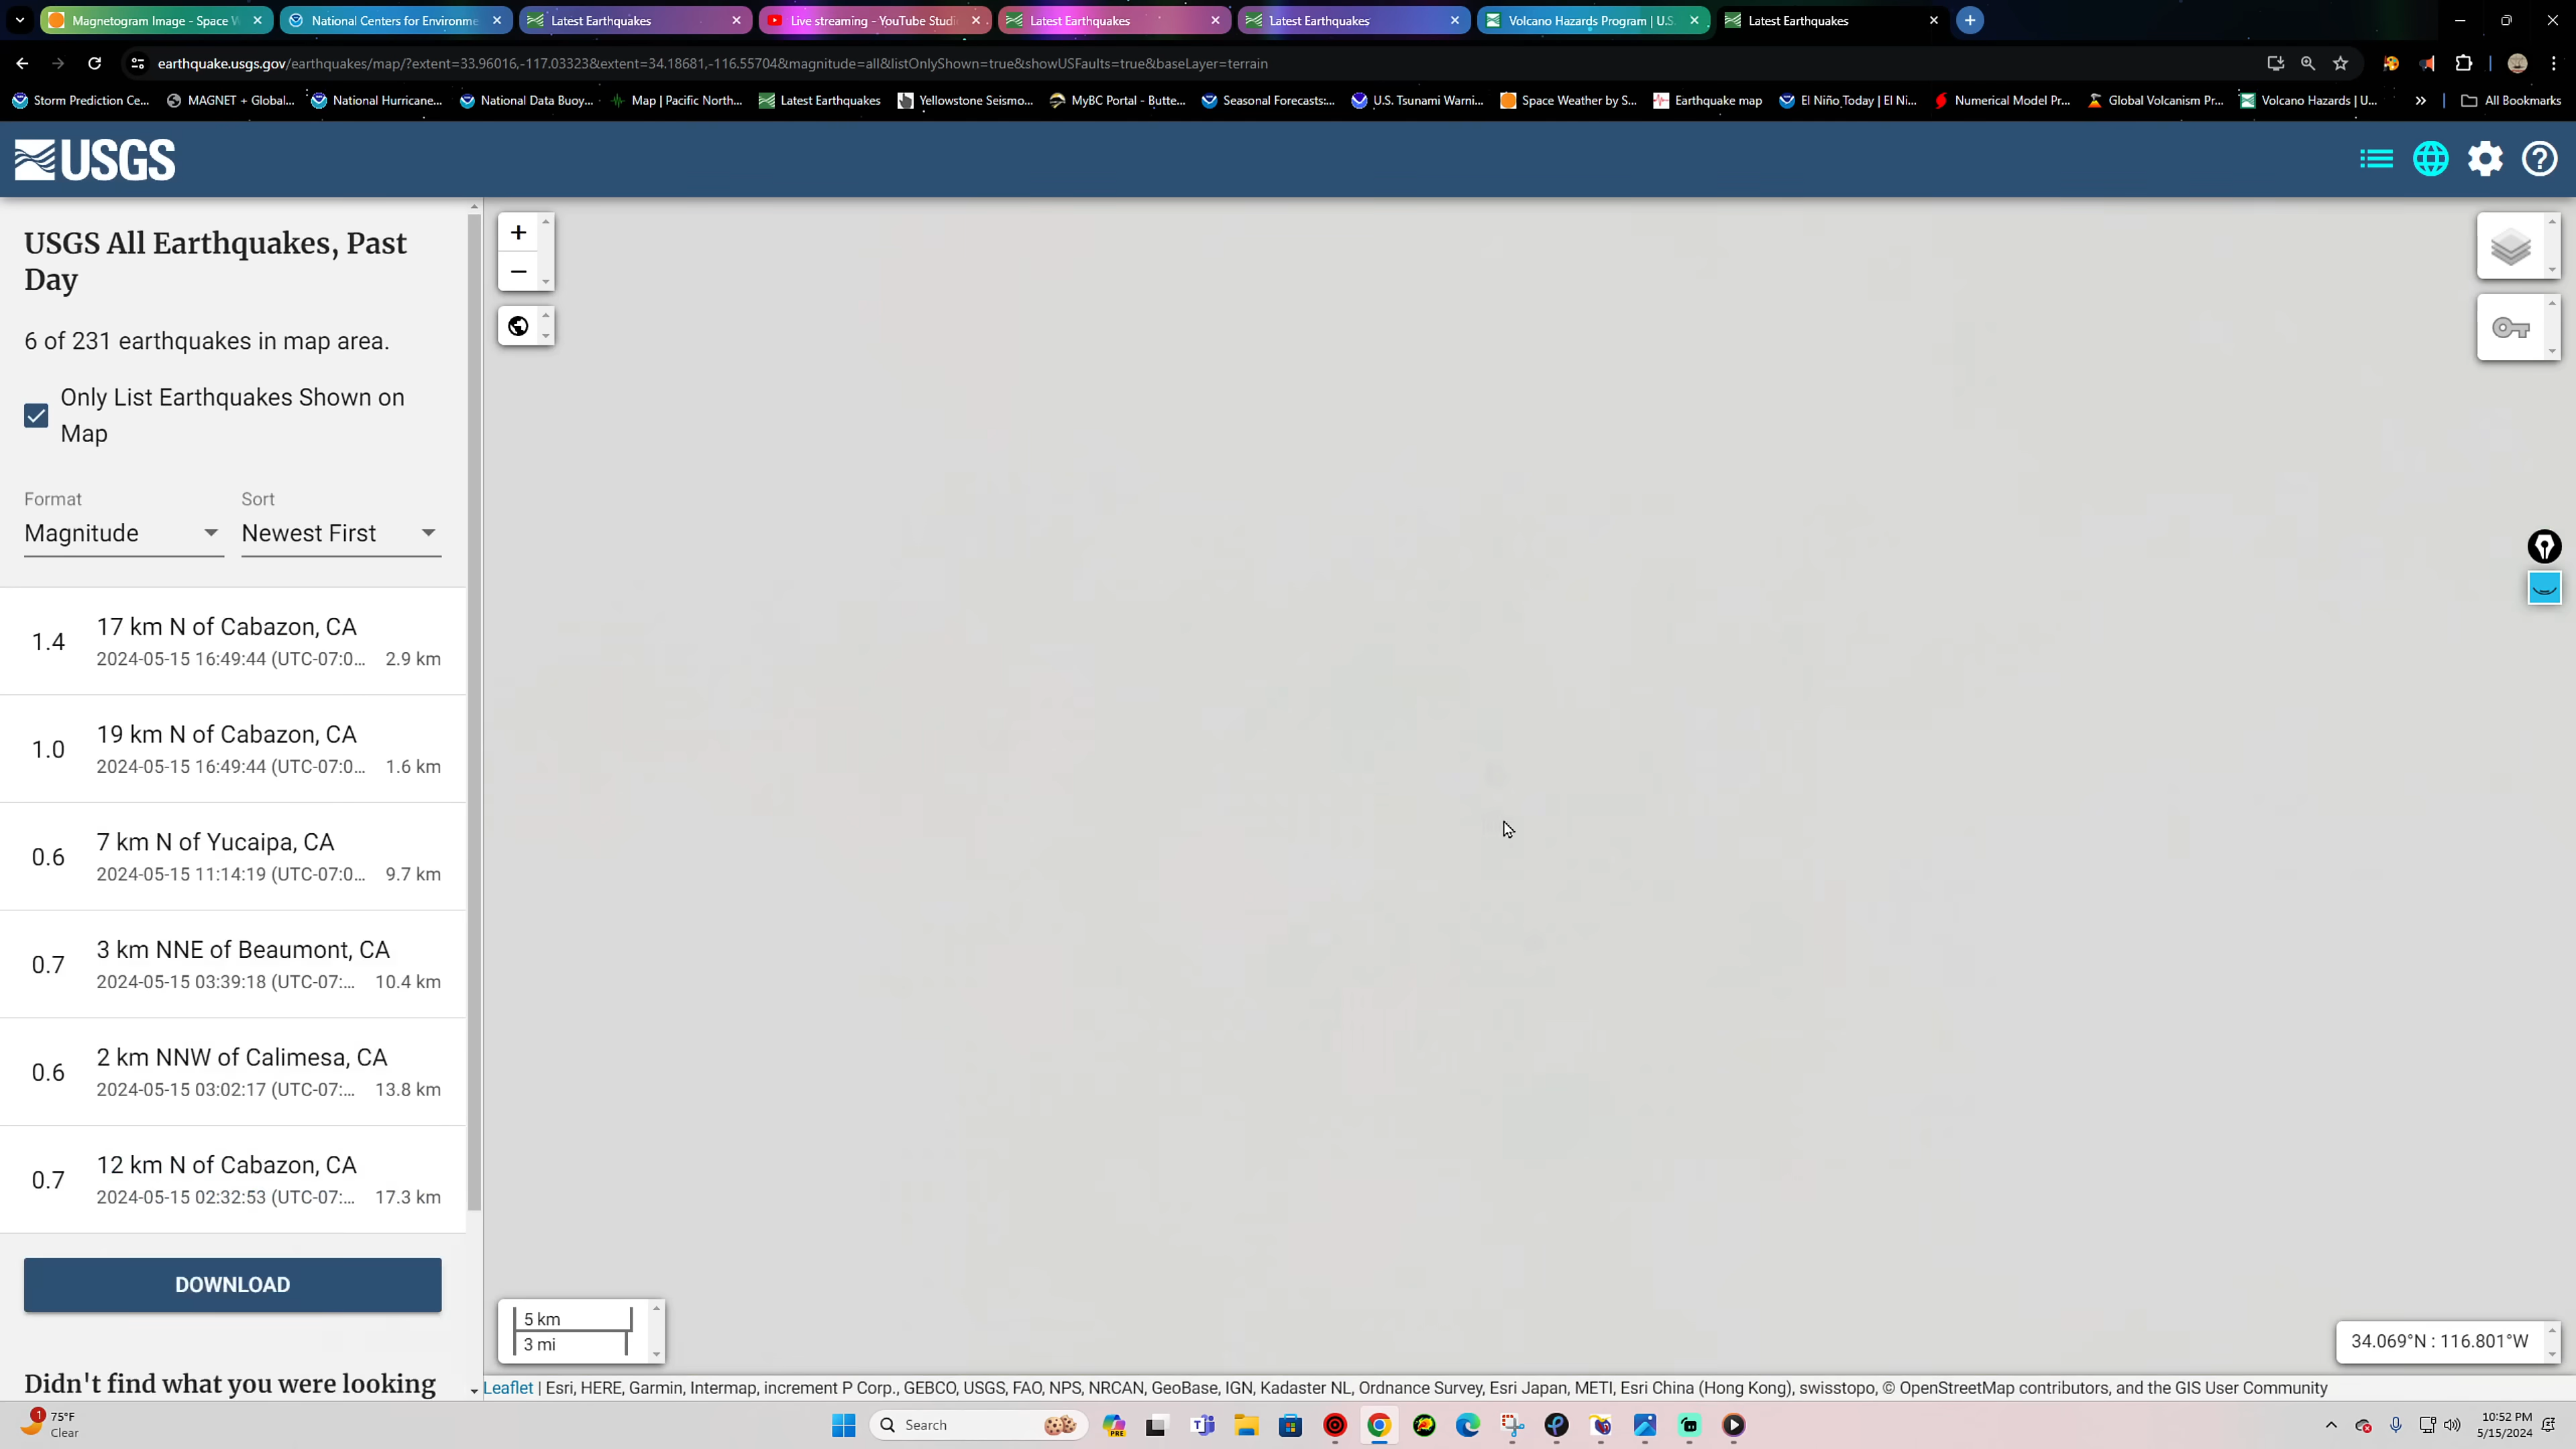 Magnetogram Image - Space W
National Centers for Environme
Latest Earthquakes
Live streaming - YouTube Studi
Latest Earthquakes
Latest Earthquakes
Volcano Hazards Program | U.S.
Latest Earthquakes
earthquake.usgs.gov/earthquakes/map/?extent=33.96016,-117.03323&extent=34.18681,-116.55704&magnitude=all&listOnlyShown=true&showUSFaults=true&baseLayer=terrain
Storm Prediction Ce...
MAGNET + Global...
National Hurricane...
National Data Buoy...
Map | Pacific North...
Latest Earthquakes
Yellowstone Seismo...
MyBC Portal - Butte...
Seasonal Forecasts:...
U.S. Tsunami Warni...
Space Weather by S...
Earthquake map
El Niño Today | El Ni...
Numerical Model Pr...
Global Volcanism Pr...
Volcano Hazards | U...
»
All Bookmarks
USGS
USGS All Earthquakes, Past
Day
6 of 231 earthquakes in map area.
Only List Earthquakes Shown on
Map
Format
Sort
Magnitude
Newest First
17 km N of Cabazon, CA
1.4
2024-05-15 16:49:44 (UTC-07:0... 2.9 km
19 km N of Cabazon, CA
1.0
2024-05-15 16:49:44 (UTC-07:0... 1.6 km
7 km N of Yucaipa, CA
0.6
2024-05-15 11:14:19 (UTC-07:0... 9.7 km
3 km NNE of Beaumont, CA
0.7
2024-05-15 03:39:18 (UTC-07:... 10.4 km
2 km NNW of Calimesa, CA
0.6
2024-05-15 03:02:17 (UTC-07:... 13.8 km
12 km N of Cabazon, CA
0.7
2024-05-15 02:32:53 (UTC-07:... 17.3 km
DOWNLOAD
Didn't find what you were looking
+
−
5 km
3 mi
34.069°N : 116.801°W
Leaflet | Esri, HERE, Garmin, Intermap, increment P Corp., GEBCO, USGS, FAO, NPS, NRCAN, GeoBase, IGN, Kadaster NL, Ordnance Survey, Esri Japan, METI, Esri China (Hong Kong), swisstopo, © OpenStreetMap contributors, and the GIS User Community
1
75°F
Clear
Search
PRE
10:52 PM
5/15/2024